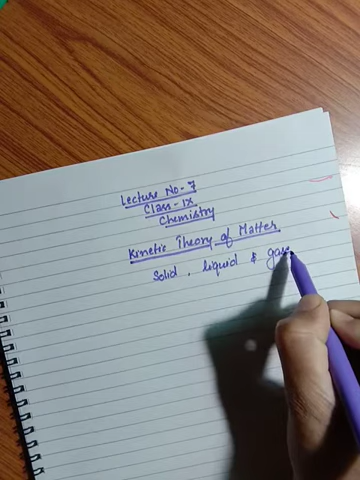 Lecture No. 7
Class - IX
Chemistry
Kinetic Theory of Matter
Solid, liquid & gas